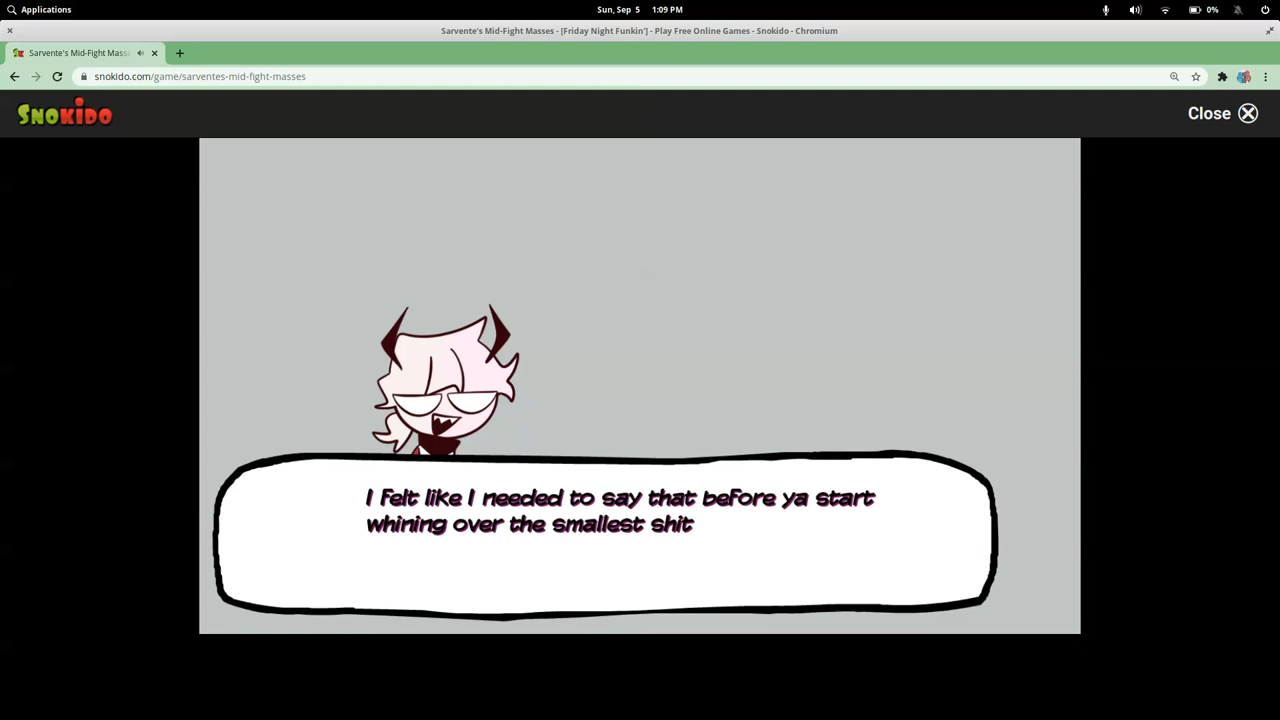 Applications
Sun, Sep 5 1:09 PM
0%
Sarvente's Mid-Fight Masses - [Friday Night Funkin'] - Play Free Online Games - Snokido - Chromium
Sarvente's Mid-Fight Mass
snokido.com/game/sarventes-mid-fight-masses
SNOKIDO
Close
I felt like I needed to say that before ya start
whining over the smallest shit